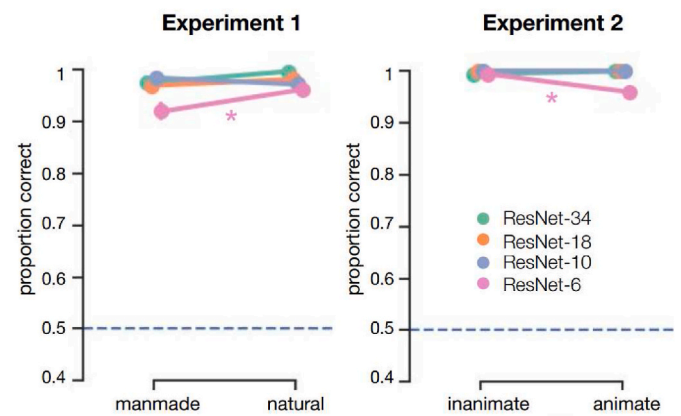 Experiment 1
proportion correct
1
0.9
0.8
0.7
0.6
0.5
0.4
*
manmade natural
Experiment 2
proportion correct
1
0.9
0.8
0.7
0.6
0.5
0.4
*
ResNet-34
ResNet-18
ResNet-10
ResNet-6
inanimate animate